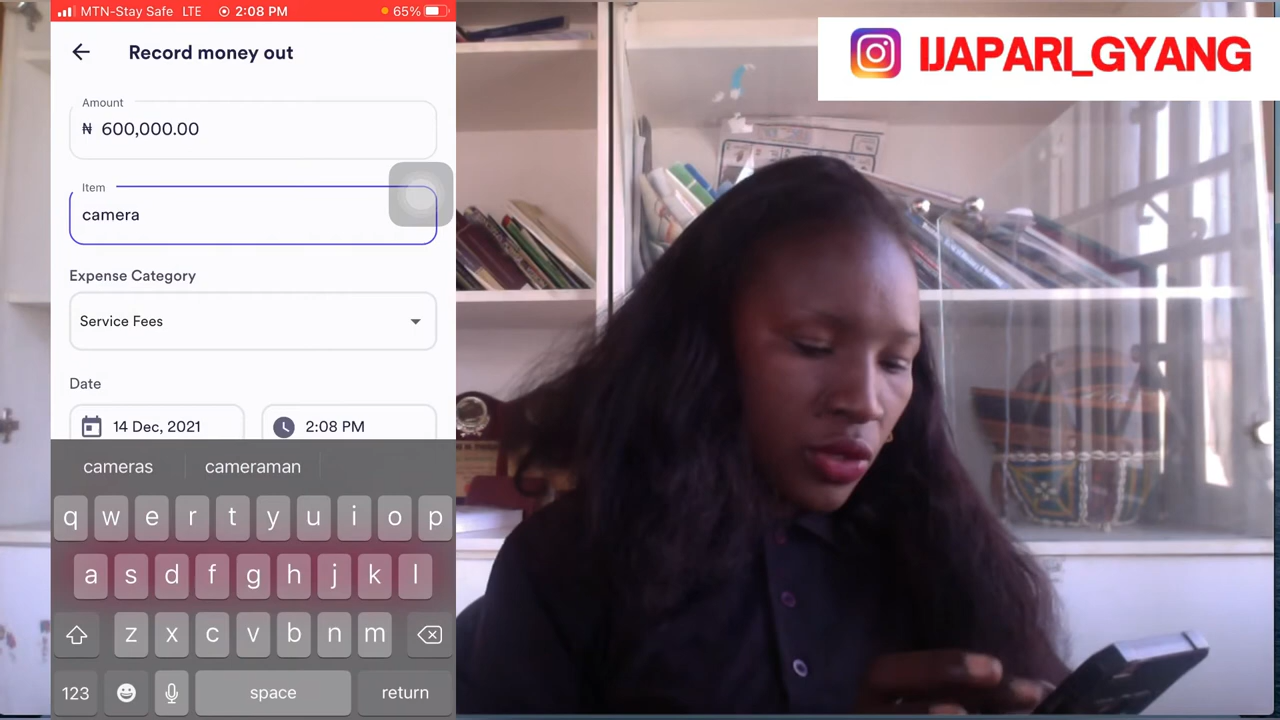 MTN-Stay Safe LTE 2:08 PM 65%
Record money out
Amount
₦ 600,000.00
Item
camera
Expense Category
Service Fees
Date
14 Dec, 2021 2:08 PM
cameras cameraman
q w e r t y u i o p
a s d f g h j k l
z x c v b n m
123 space return
IJAPARI_GYANG